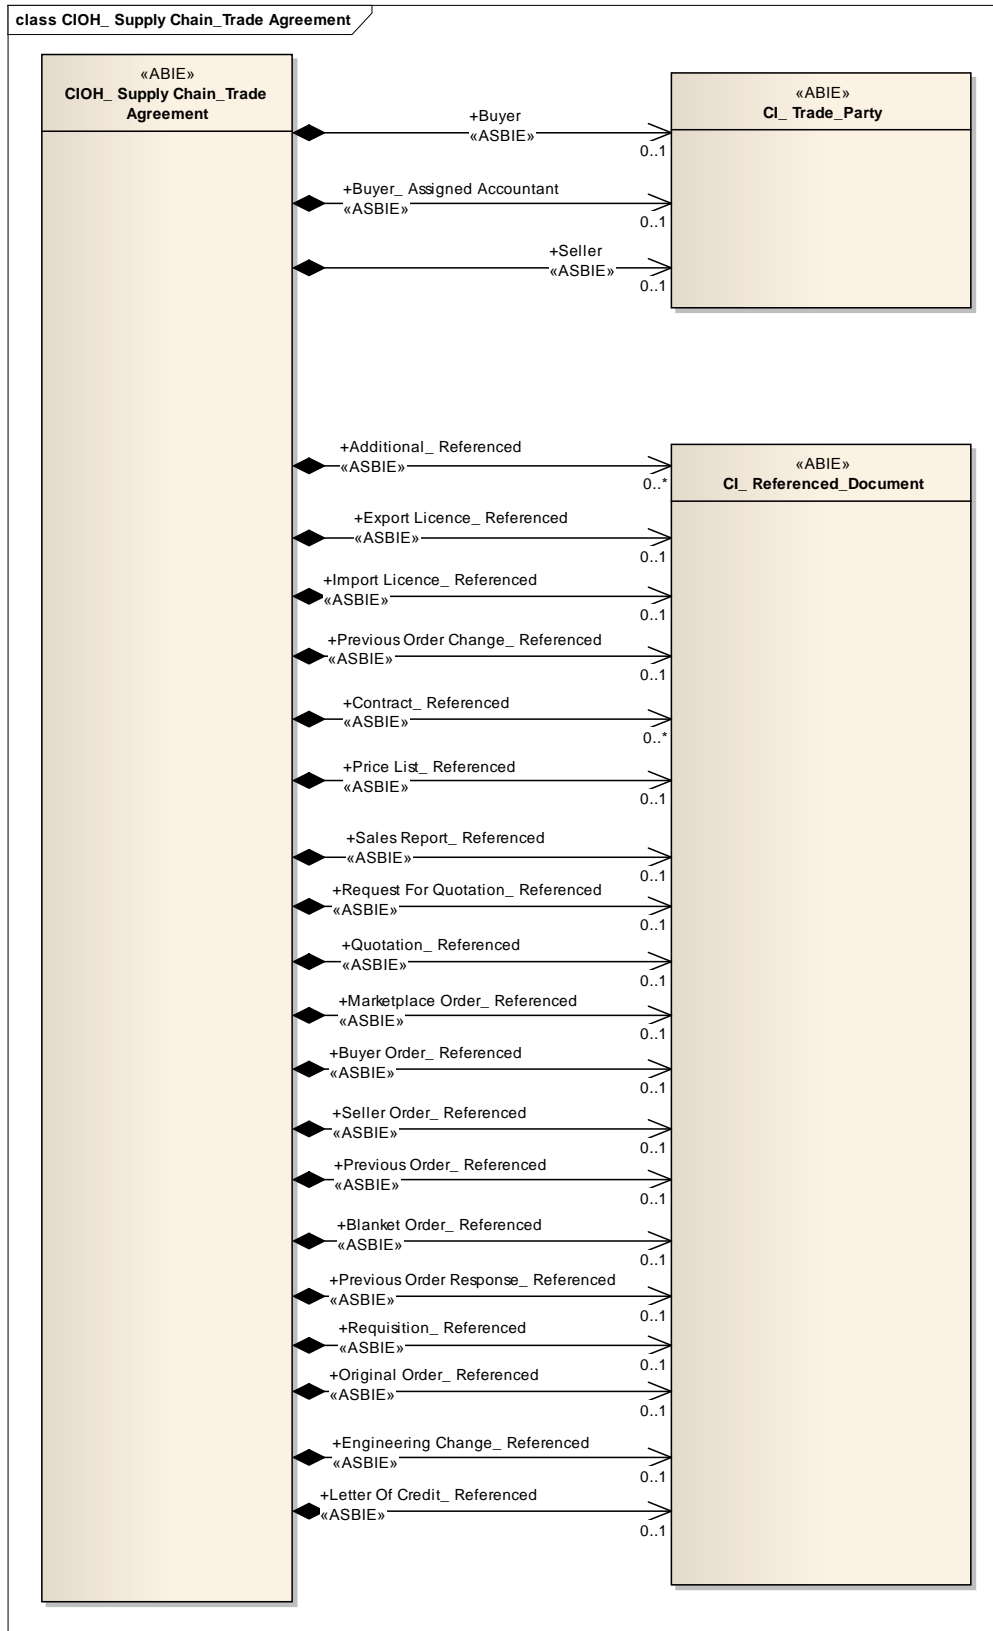 class CIOH_ Supply Chain_Trade Agreement
«ABIE»
CIOH_ Supply Chain_Trade
Agreement
«ABIE»
CI_ Trade_Party
+Buyer
«ASBIE»
0..1
+Buyer_ Assigned Accountant
«ASBIE»
0..1
+Seller
«ASBIE»
0..1
«ABIE»
CI_ Referenced_Document
+Additional_ Referenced
«ASBIE»
0..*
+Export Licence_ Referenced
«ASBIE»
0..1
+Import Licence_ Referenced
«ASBIE»
0..1
+Previous Order Change_ Referenced
«ASBIE»
0..1
+Contract_ Referenced
«ASBIE»
0..*
+Price List_ Referenced
«ASBIE»
0..1
+Sales Report_ Referenced
«ASBIE»
0..1
+Request For Quotation_ Referenced
«ASBIE»
0..1
+Quotation_ Referenced
«ASBIE»
0..1
+Marketplace Order_ Referenced
«ASBIE»
0..1
+Buyer Order_ Referenced
«ASBIE»
0..1
+Seller Order_ Referenced
«ASBIE»
0..1
+Previous Order_ Referenced
«ASBIE»
0..1
+Blanket Order_ Referenced
«ASBIE»
0..1
+Previous Order Response_ Referenced
«ASBIE»
0..1
+Requisition_ Referenced
«ASBIE»
0..1
+Original Order_ Referenced
«ASBIE»
0..1
+Engineering Change_ Referenced
«ASBIE»
0..1
+Letter Of Credit_ Referenced
«ASBIE»
0..1